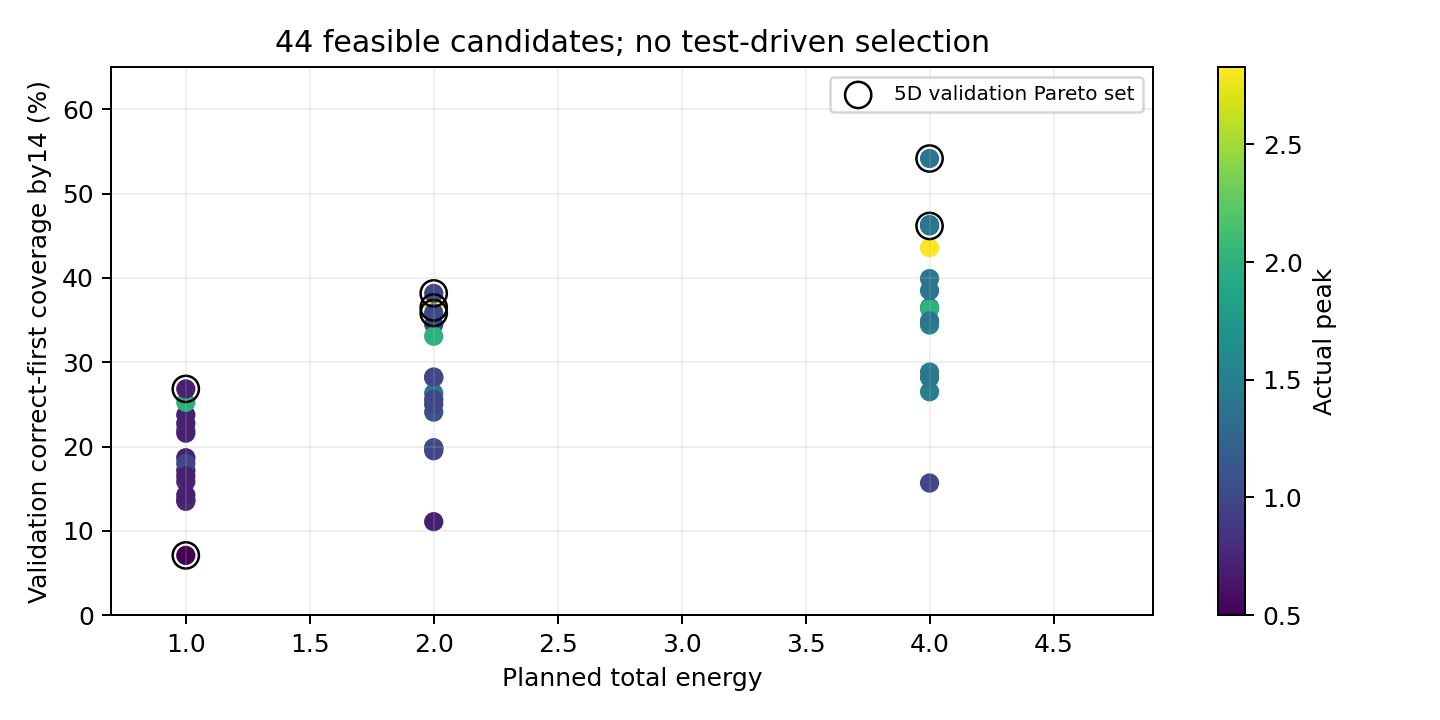 44 feasible candidates; no test-driven selection
5D validation Pareto set
Validation correct-first coverage by14 (%)
60
50
40
30
20
10
0
1.0 1.5 2.0 2.5 3.0 3.5 4.0 4.5
Planned total energy
2.5
2.0
1.5
1.0
0.5
Actual peak